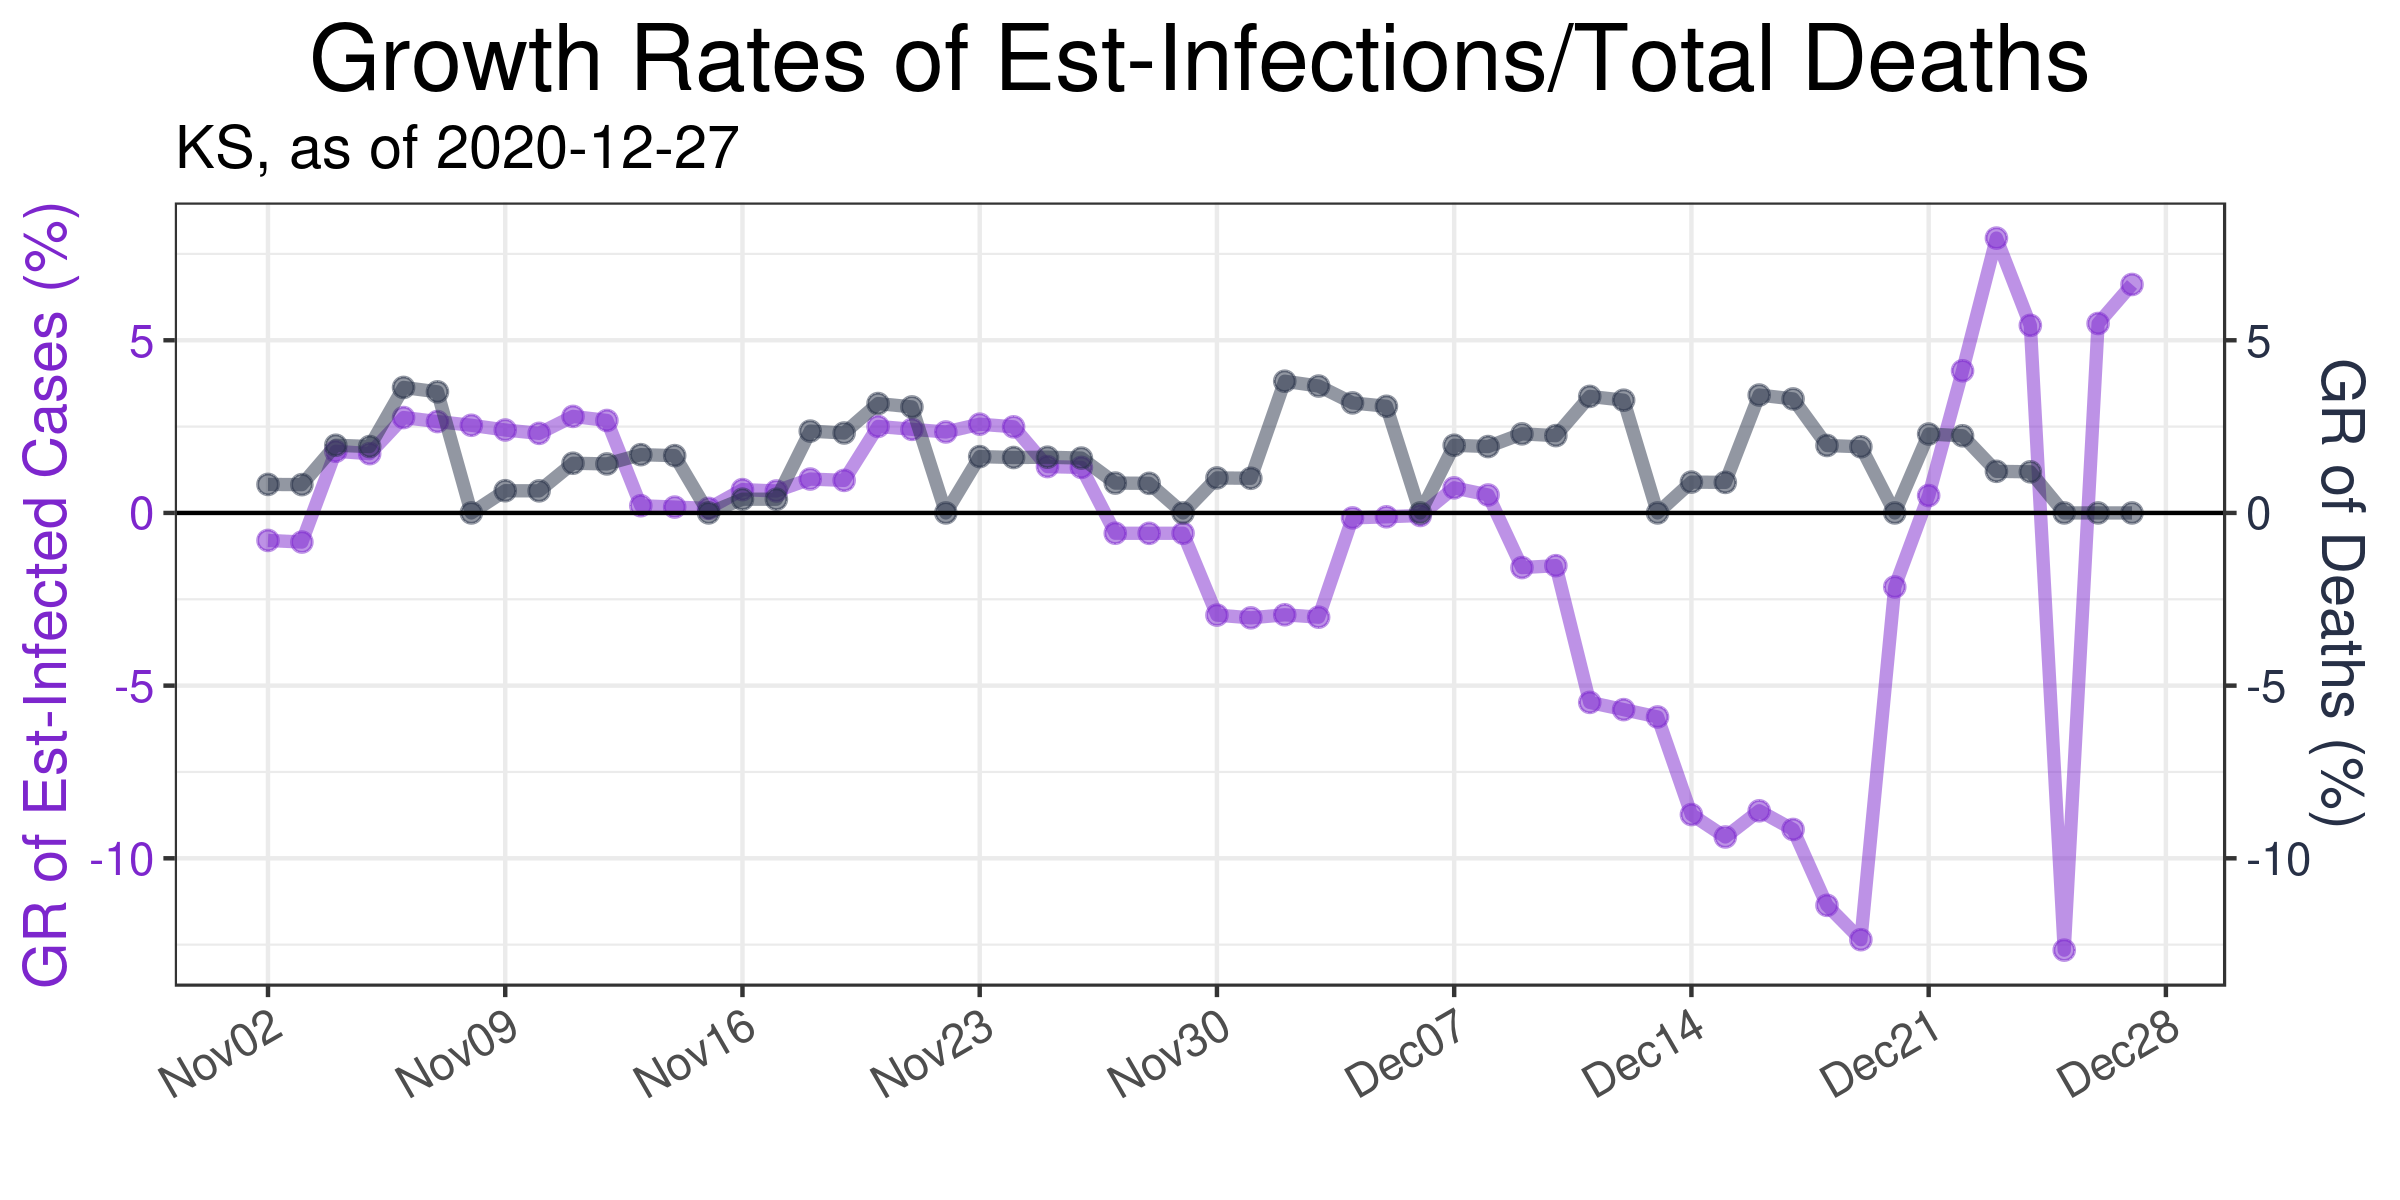 Growth Rates of Est-Infections/Total Deaths
KS, as of 2020-12-27
GR of Est-Infected Cases (%)
5
0
-5
-10
5
0
-5
-10
GR of Deaths (%)
Nov02
Nov09
Nov16
Nov23
Nov30
Dec07
Dec14
Dec21
Dec28